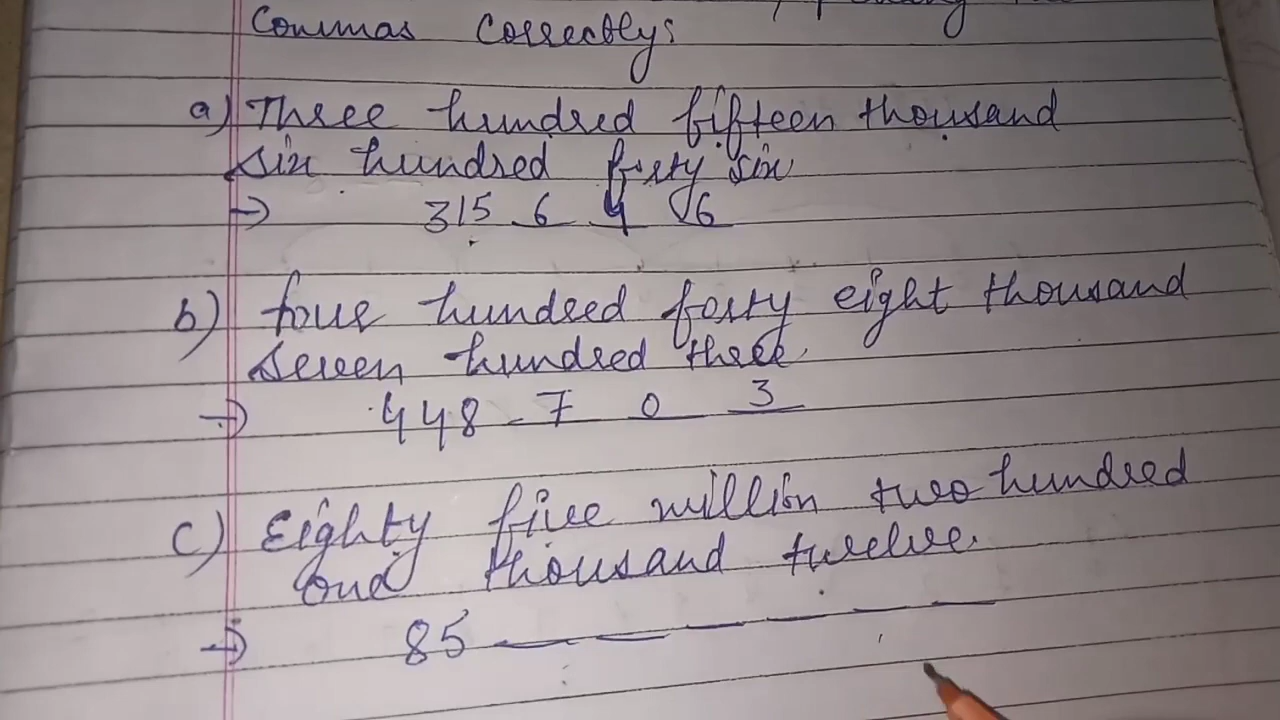 Commas correctly:
a) Three hundred fifteen thousand
six hundred forty six
→ 315 6 4 6
b) four hundred forty eight thousand
seven hundred three
→ 448 7 0 3
c) Eighty five million two hundred
one thousand twelve.
→ 85